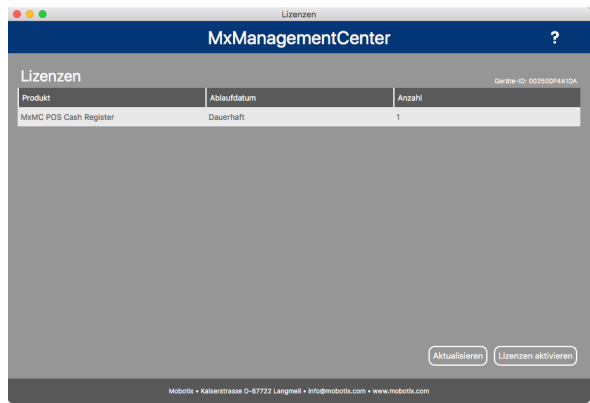 Lizenzen
MxManagementCenter ?
Lizenzen
Geräte-ID: 002500F4A1DA
Produkt Ablaufdatum Anzahl
MxMC POS Cash Register Dauerhaft 1
Aktualisieren Lizenzen aktivieren
Mobotix • Kaiserstrasse D-67722 Langmeil • info@mobotix.com • www.mobotix.com